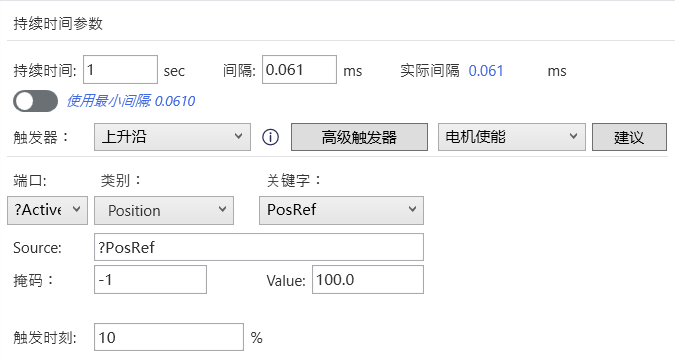 持续时间参数
持续时间: 1 sec 间隔: 0.061 ms 实际间隔 0.061 ms
使用最小间隔: 0.0610
触发器： 上升沿 高级触发器 电机使能 建议
端口: 类别： 关键字：
?Active Position PosRef
Source: ?PosRef
掩码： -1 Value: 100.0
触发时刻: 10 %